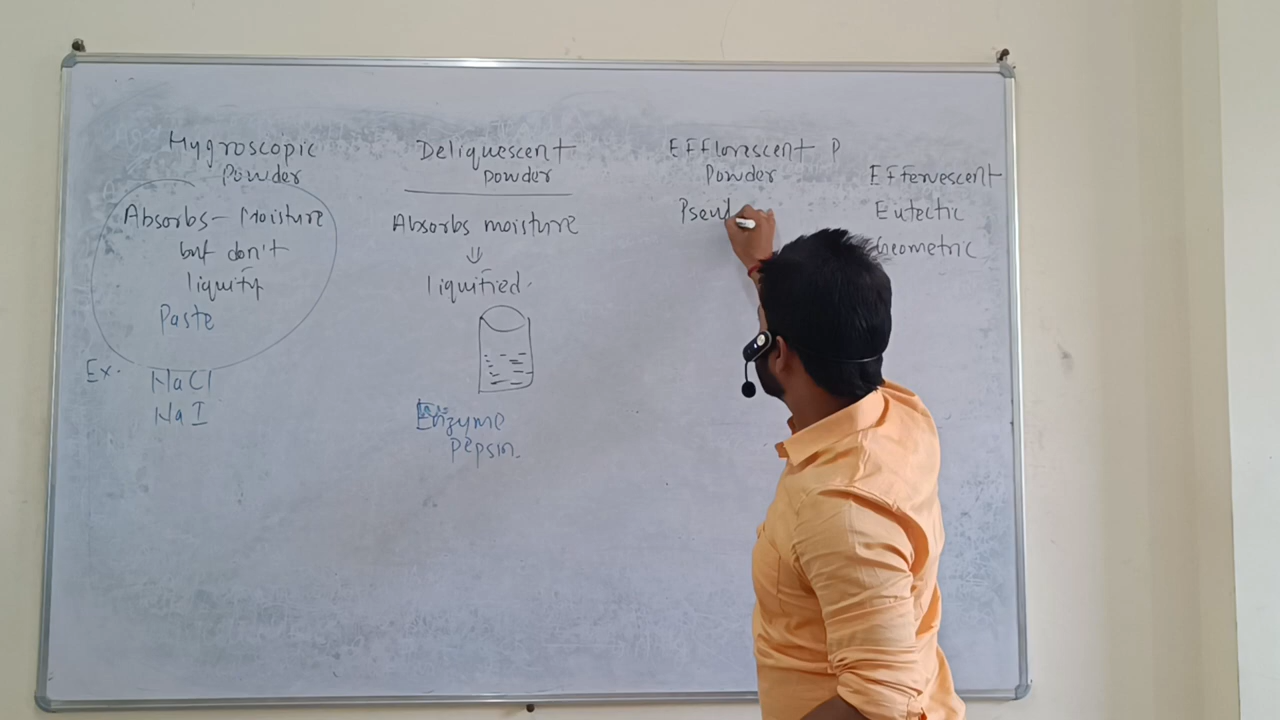 Hygroscopic
Powder
Absorbs - Moisture
but don't
liquify
Paste
Ex.
NaCl
NaI
Deliquescent
Powder
Absorbs moisture
⇓
liquified.
Enzyme
Pepsin.
EFFlorescent P
Powder
Pseud
EFFervescent
Eutectic
Geometric